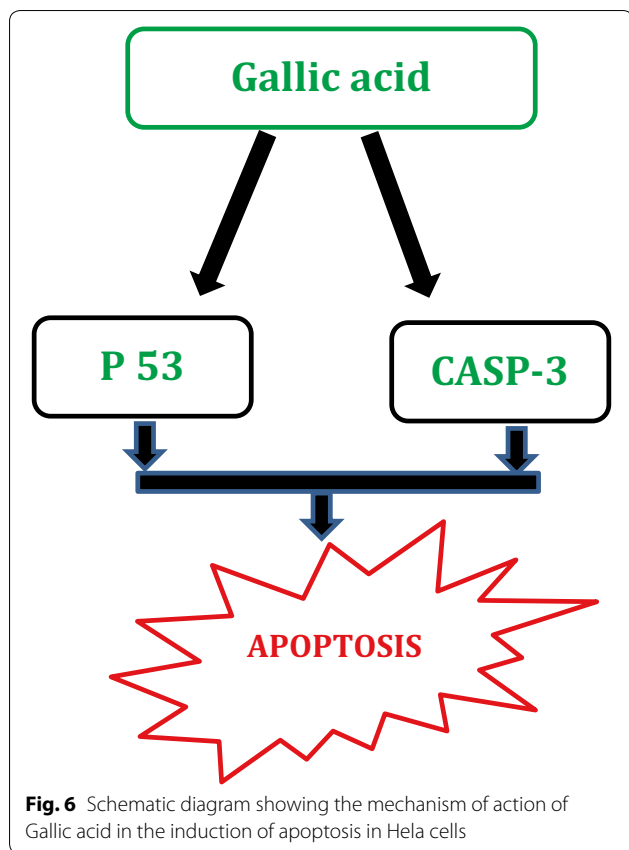 Gallic acid
P 53
CASP-3
APOPTOSIS
Fig. 6 Schematic diagram showing the mechanism of action of
Gallic acid in the induction of apoptosis in Hela cells